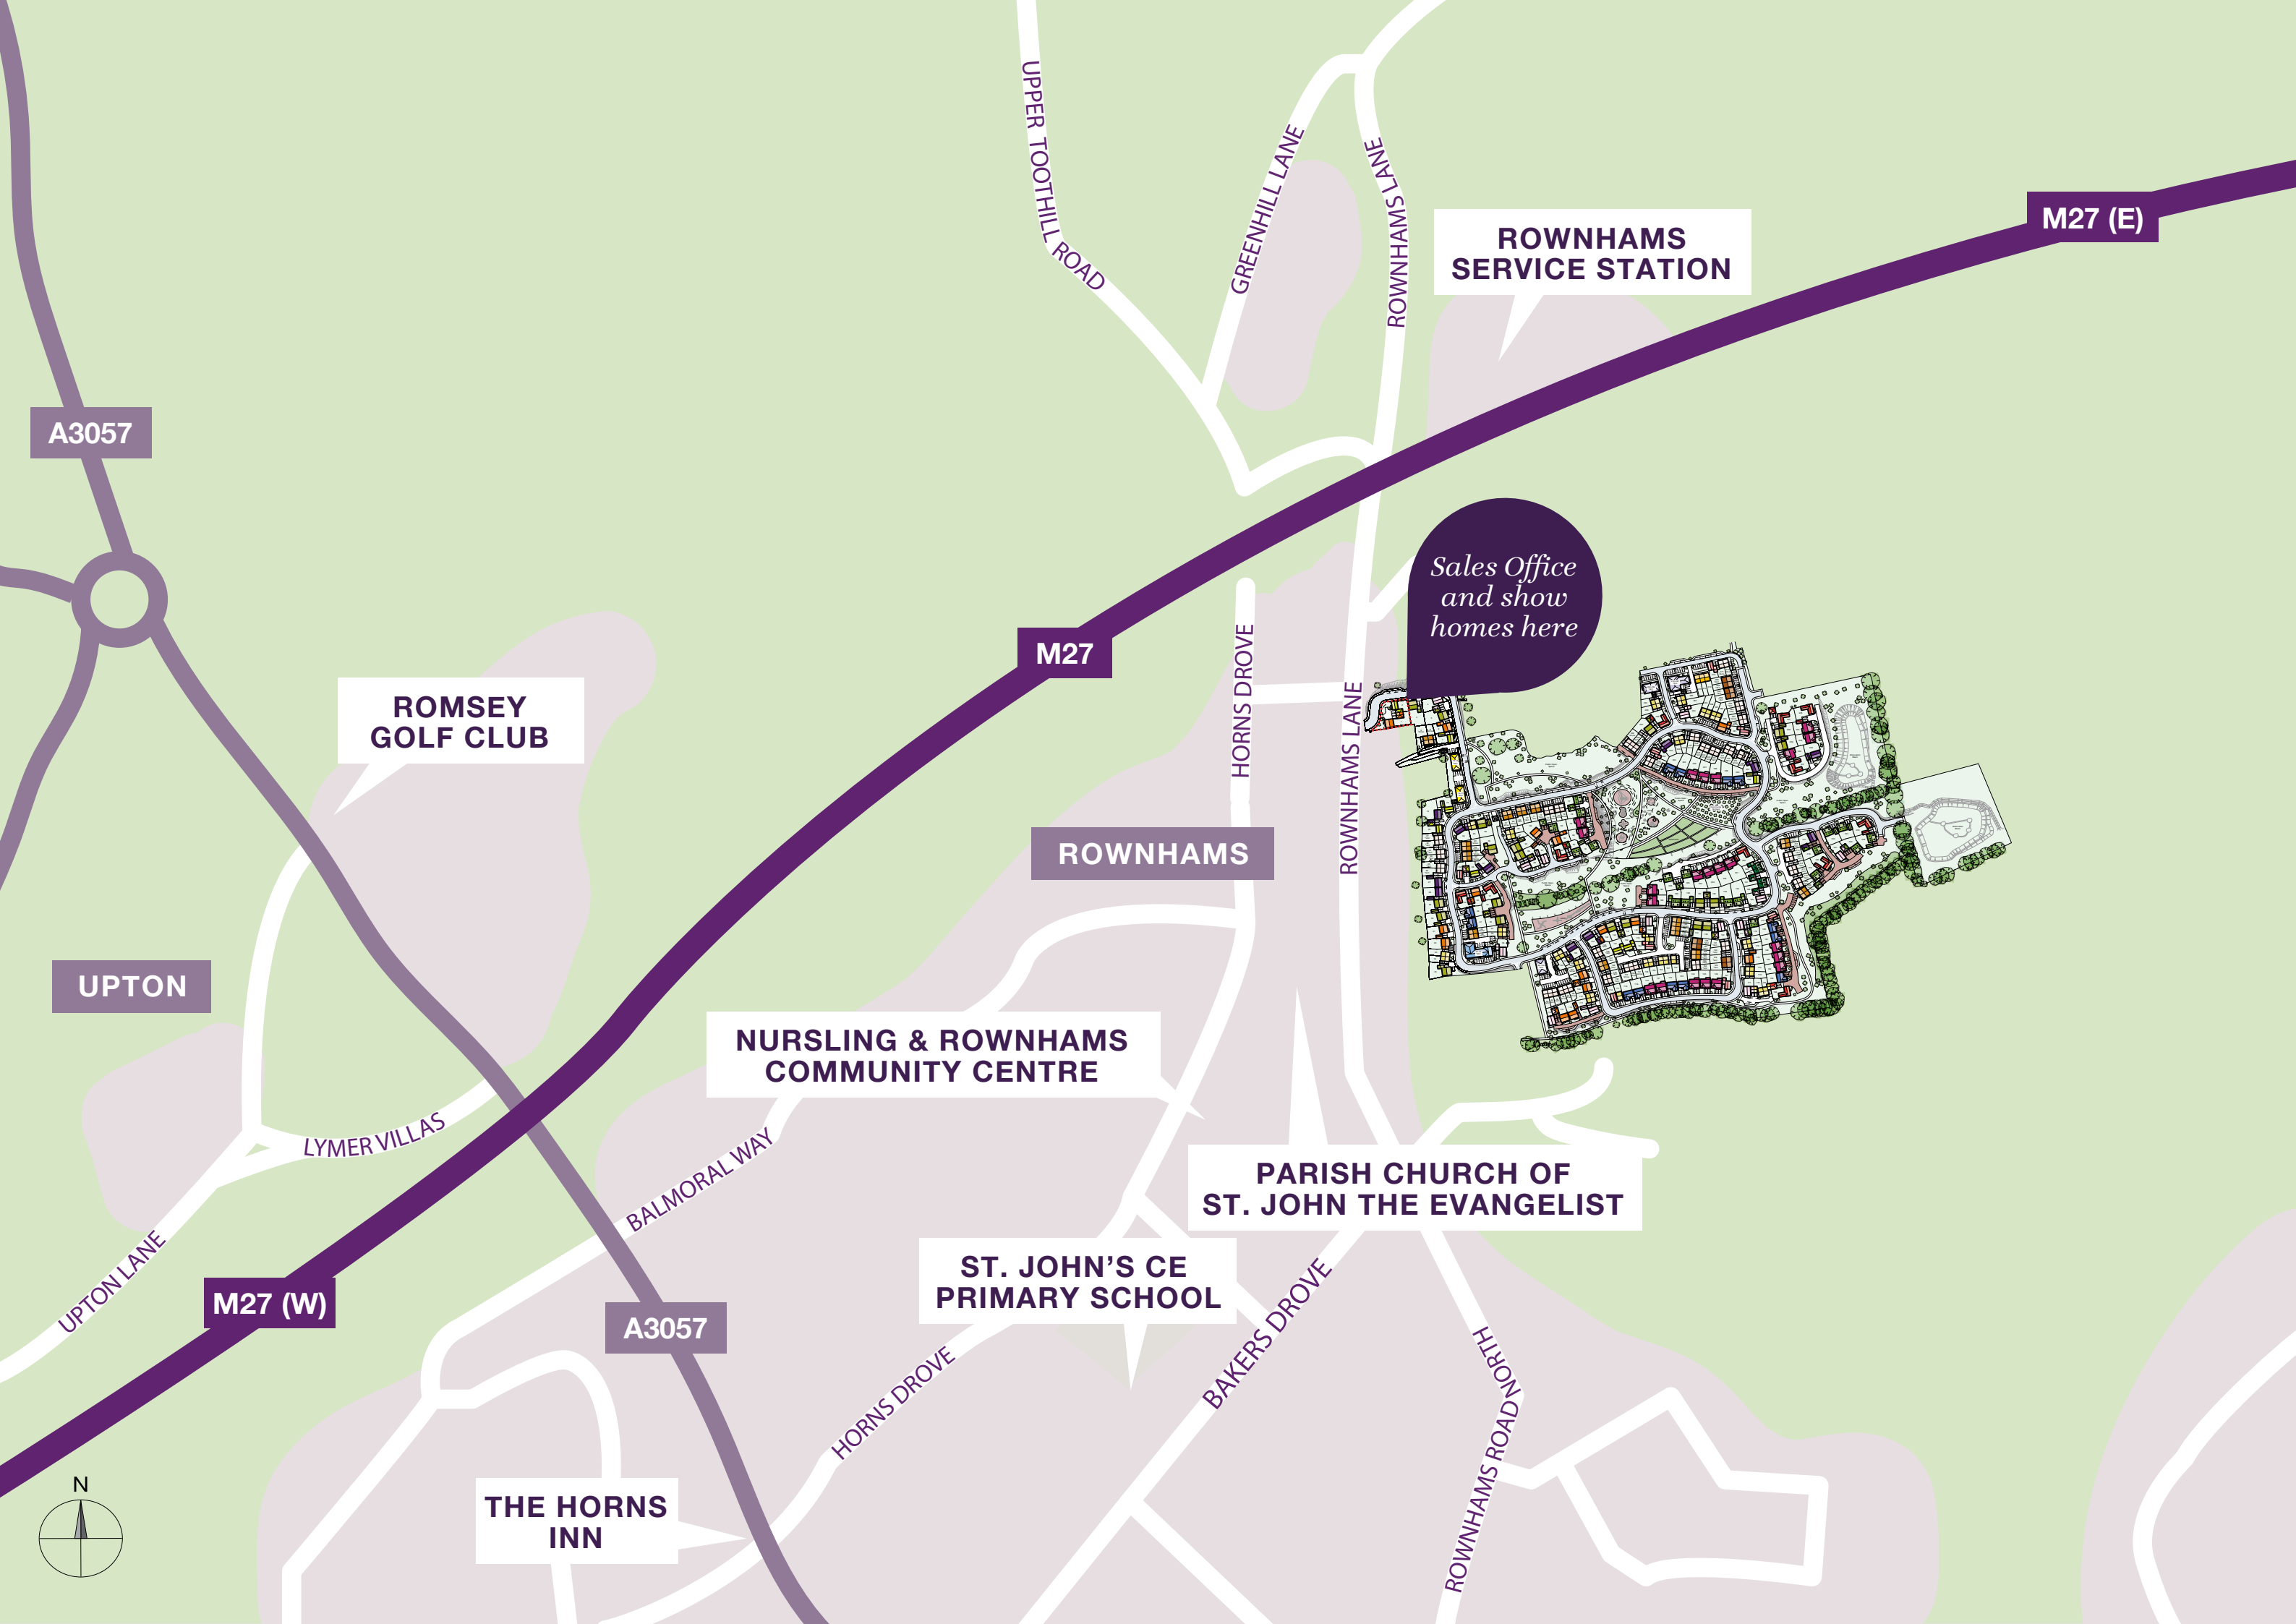 UPPER TOOTHILL ROAD
GREENHILL LANE
ROWNHAMS LANE
ROWNHAMS
SERVICE STATION
M27 (E)
A3057
Sales Office
and show
homes here
M27
HORNS DROVE
ROWNHAMS LANE
ROMSEY
GOLF CLUB
ROWNHAMS
UPTON
NURSLING & ROWNHAMS
COMMUNITY CENTRE
LYMER VILLAS
BALMORAL WAY
PARISH CHURCH OF
ST. JOHN THE EVANGELIST
UPTON LANE
M27 (W)
A3057
ST. JOHN’S CE
PRIMARY SCHOOL
BAKERS DROVE
HORNS DROVE
ROWNHAMS ROAD NORTH
N
THE HORNS
INN